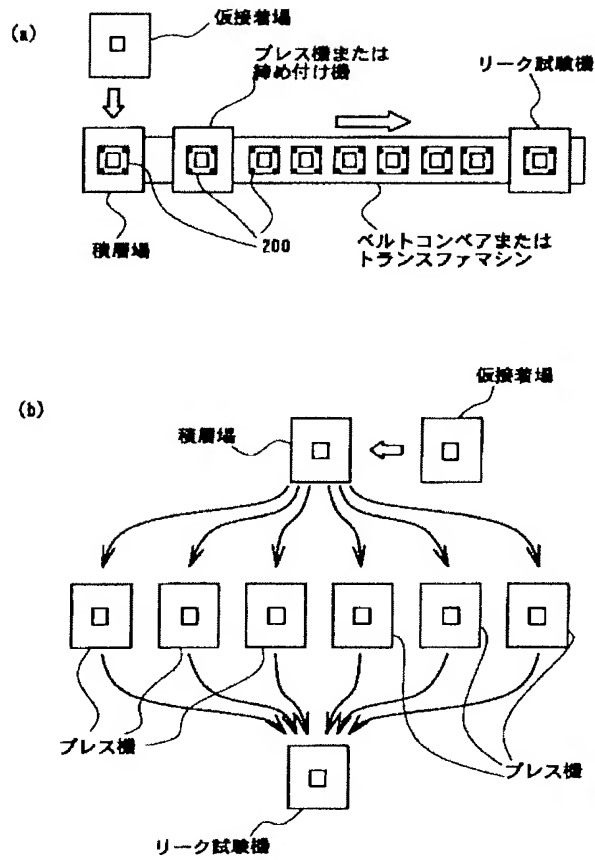 (a)
仮接着場
プレス機または
締め付け機
リーク試験機
積層場
200
ベルトコンベアまたは
トランスファマシン
(b)
仮接着場
積層場
プレス機
プレス機
リーク試験機